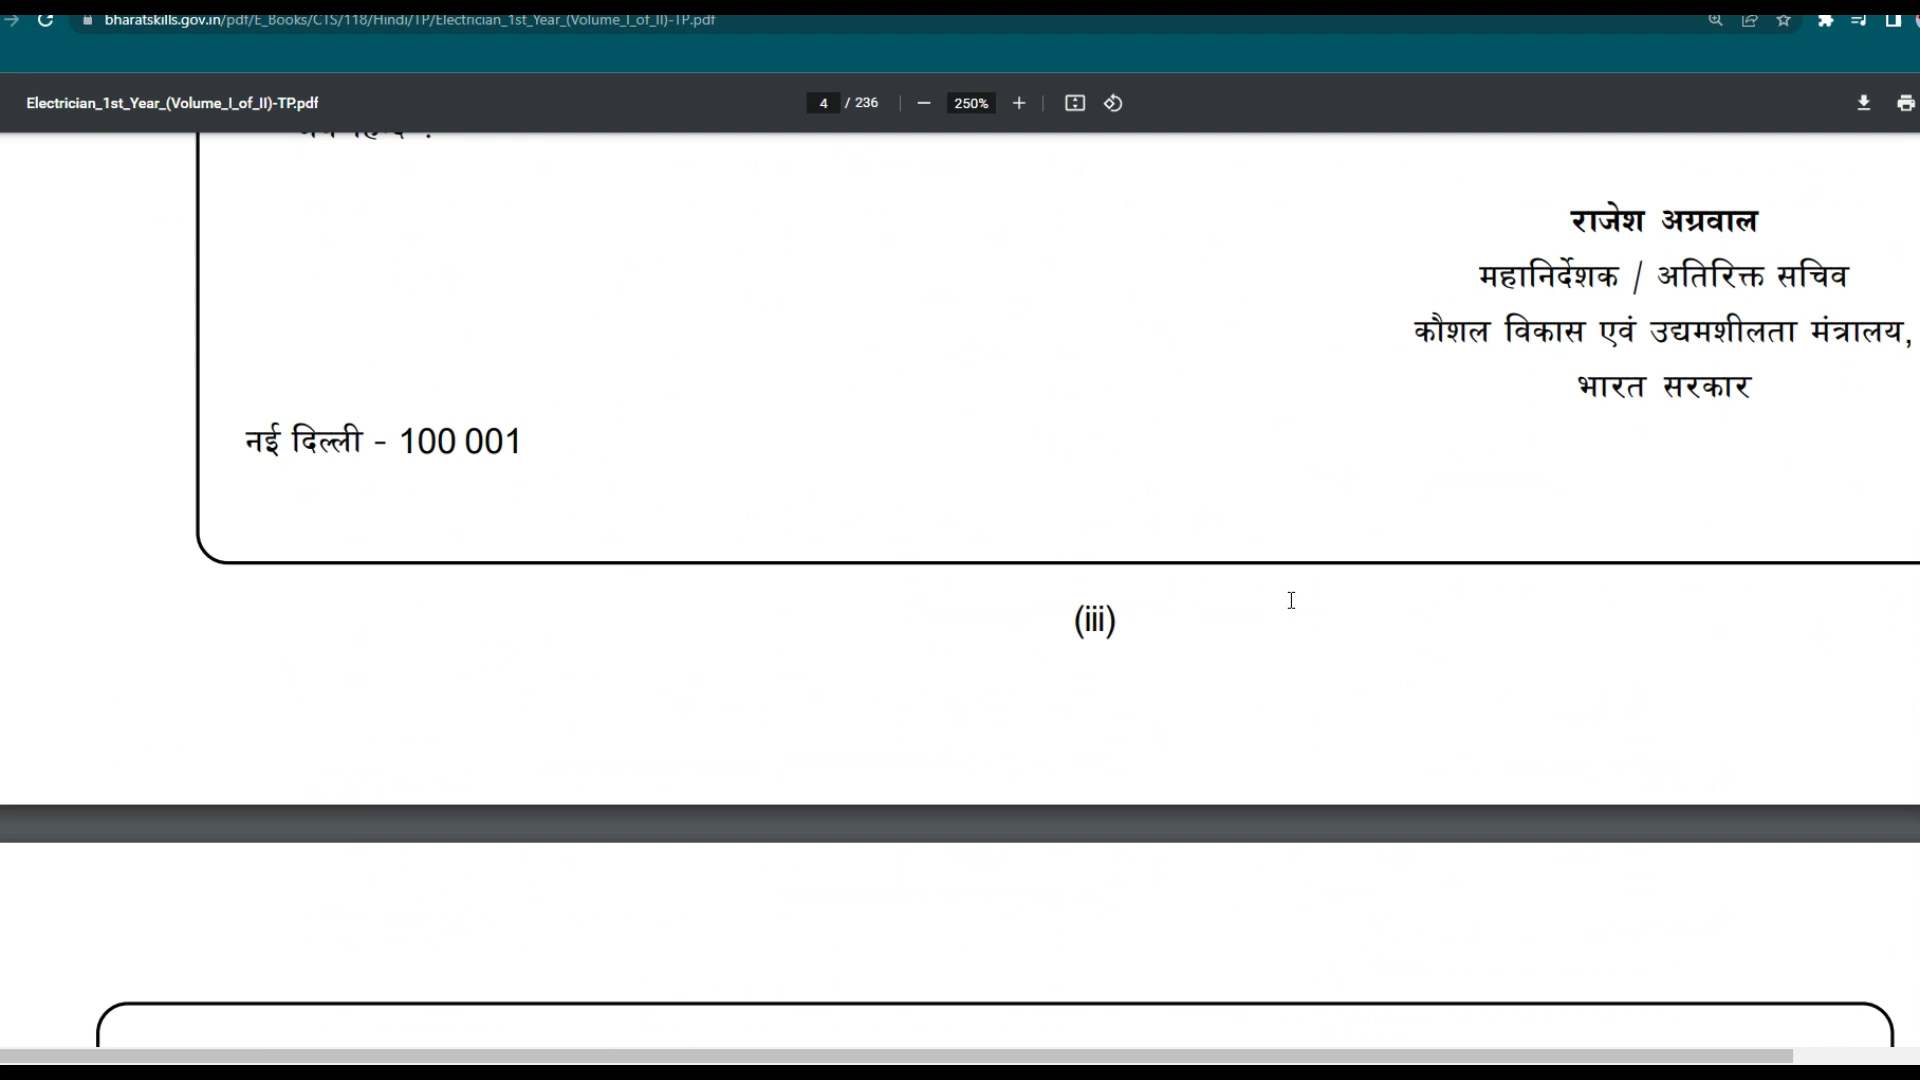 bharatskills.gov.in/pdf/E_Books/CTS/118/Hindi/TP/Electrician_1st_Year_(Volume_I_of_II)-TP.pdf
Electrician_1st_Year_(Volume_I_of_II)-TP.pdf
4 / 236
250%
राजेश अग्रवाल
महानिर्देशक / अतिरिक्त सचिव
कौशल विकास एवं उद्यमशीलता मंत्रालय,
भारत सरकार
नई दिल्ली - 100 001
(iii)